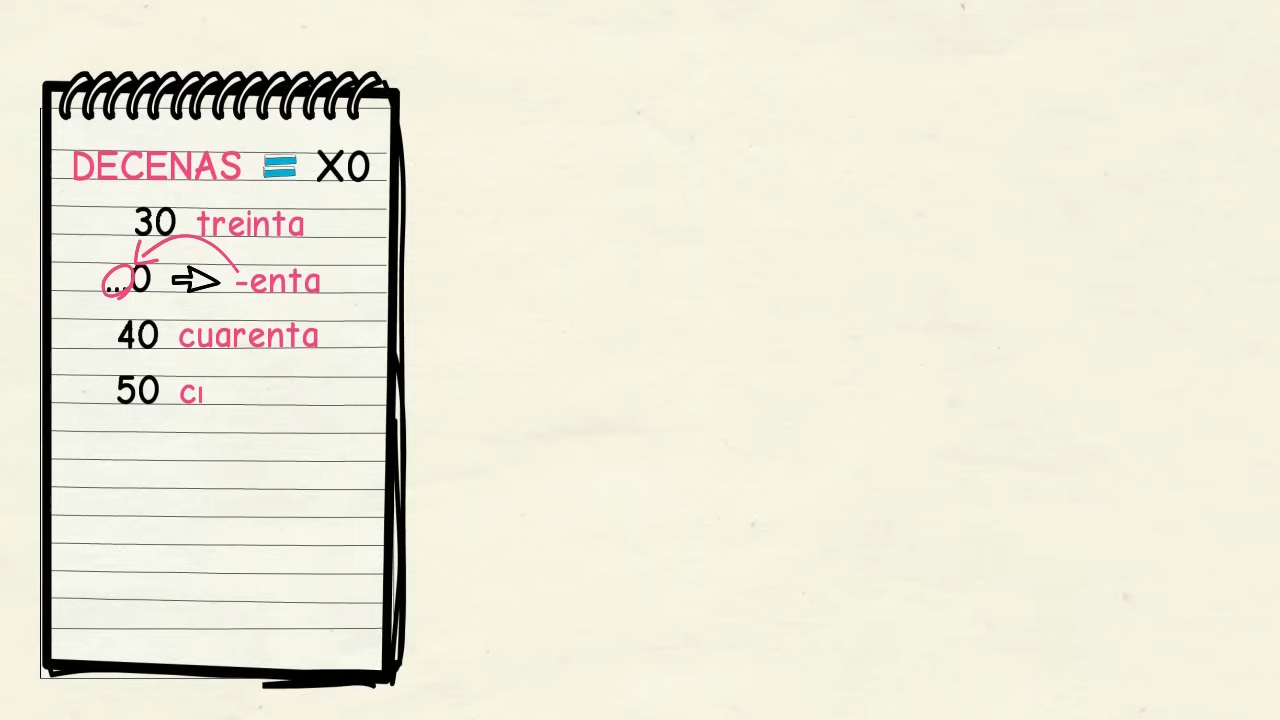 DECENAS = X0
30 treinta
...0 ⇨ -enta
40 cuarenta
50